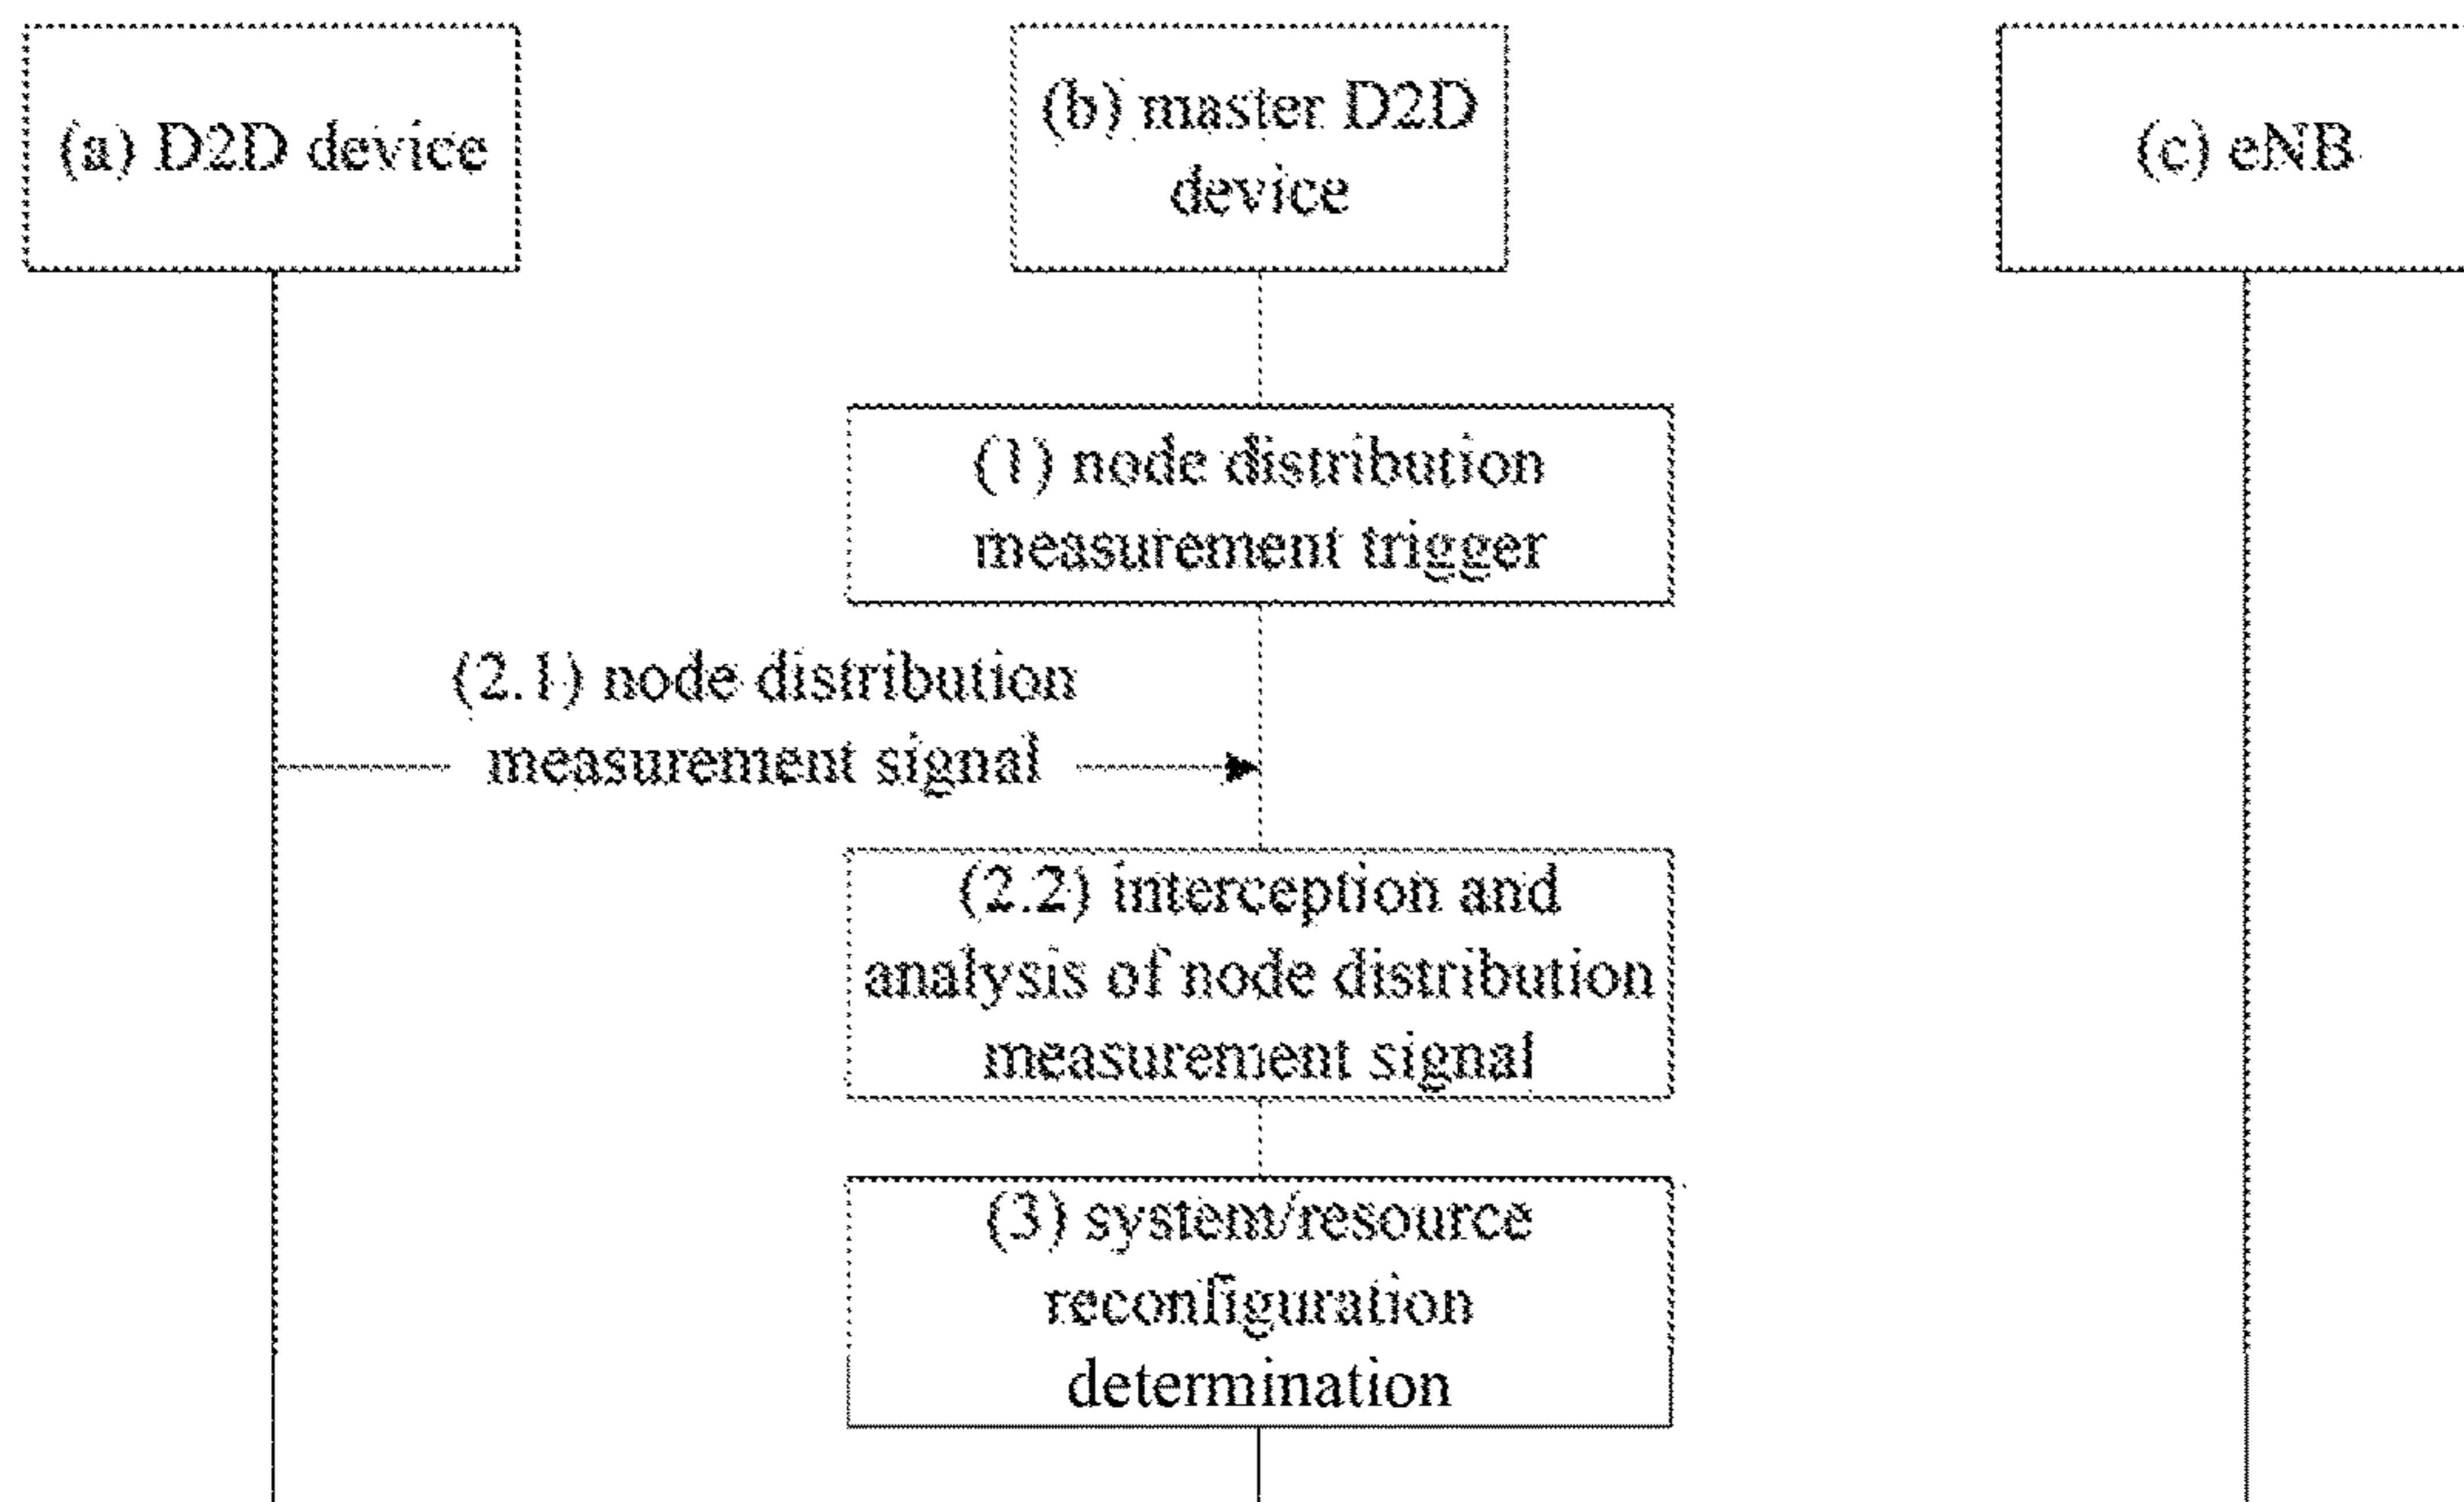 (a) D2D device
(b) master D2D
device
(c) eNB
(1) node distribution
measurement trigger
(2.1) node distribution
measurement signal
(2.2) interception and
analysis of node distribution
measurement signal
(3) system/resource
reconfiguration
determination